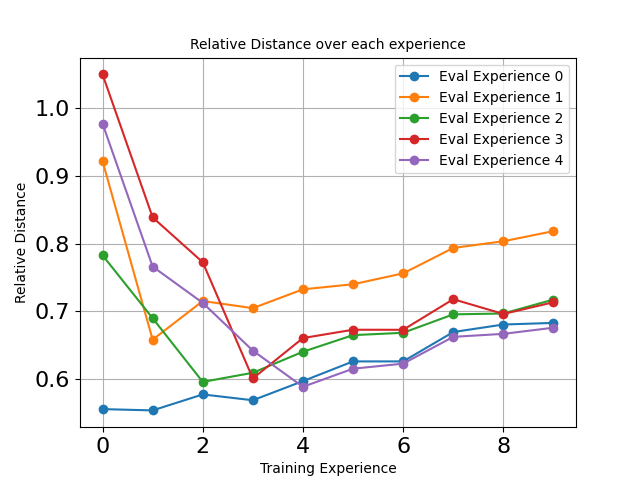 Relative Distance over each experience
Eval Experience 0
Eval Experience 1
Eval Experience 2
Eval Experience 3
Eval Experience 4
1.0
0.9
0.8
0.7
0.6
Relative Distance
0 2 4 6 8
Training Experience